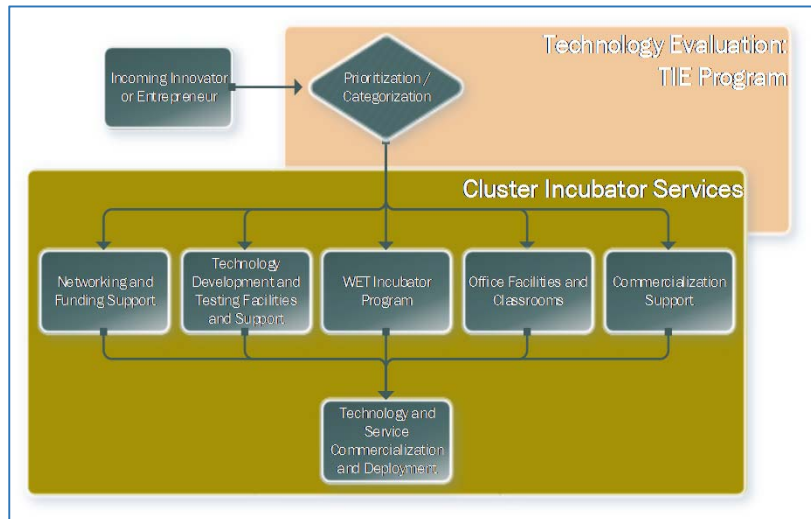 Technology Evaluation:
TIE Program
Incoming Innovator
or Entrepreneur
Prioritization /
Categorization
Cluster Incubator Services
Networking and
Funding Support
Technology
Development and
Testing Facilities
and Support
WET Incubator
Program
Office Facilities and
Classrooms
Commercialization
Support
Technology and
Service
Commercialization
and Deployment